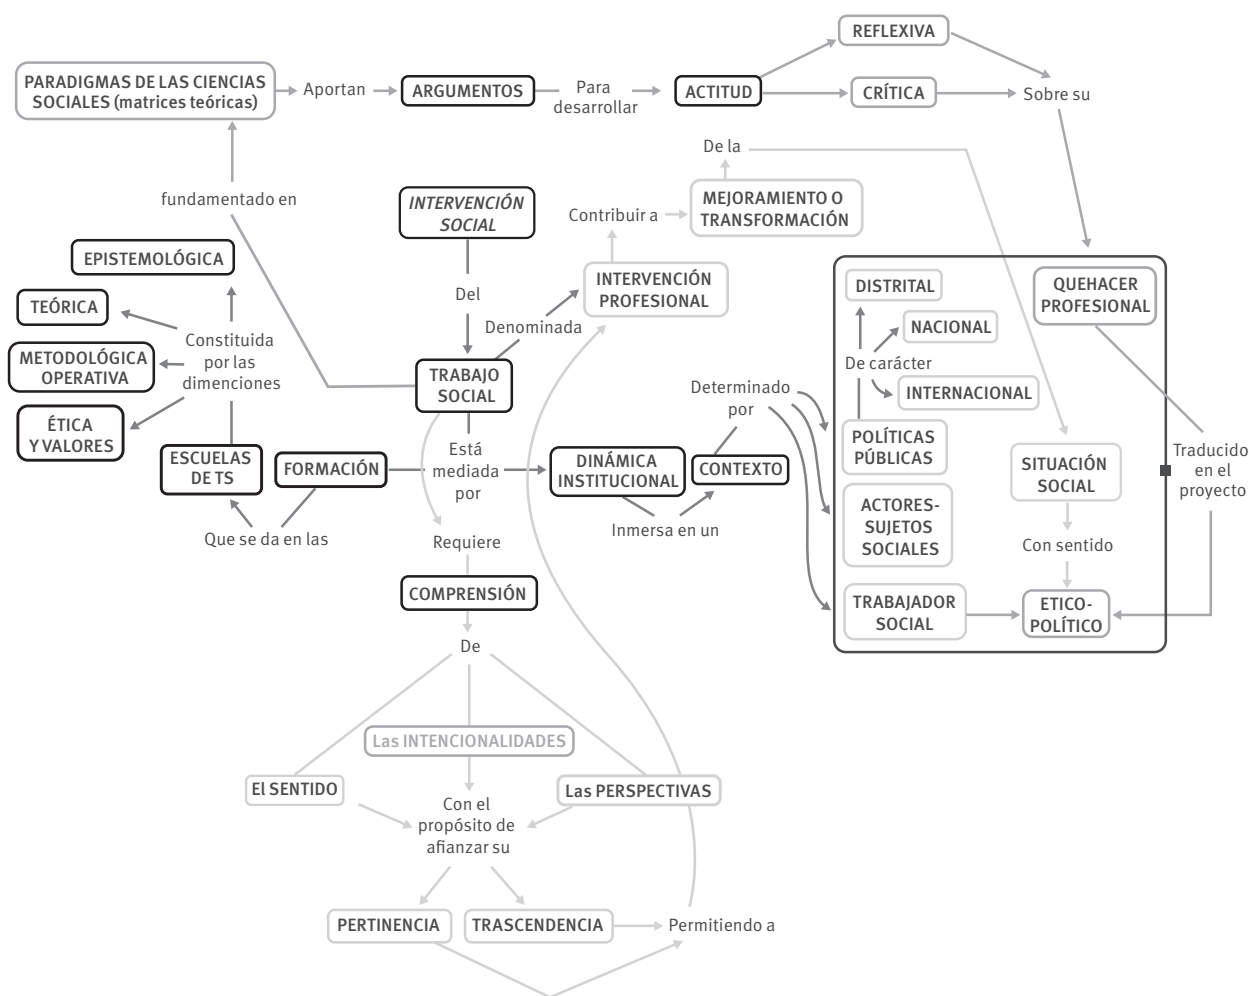 REFLEXIVA
PARADIGMAS DE LAS CIENCIAS
SOCIALES (matrices teóricas)
Aportan
ARGUMENTOS
Para
desarrollar
ACTITUD
CRÍTICA
Sobre su
De la
fundamentado en
INTERVENCIÓN
SOCIAL
Contribuir a
MEJORAMIENTO O
TRANSFORMACIÓN
EPISTEMOLÓGICA
TEÓRICA
METODOLÓGICA
OPERATIVA
ÉTICA
Y VALORES
Constituida
por las
dimenciones
Del
Denominada
INTERVENCIÓN
PROFESIONAL
TRABAJO
SOCIAL
DISTRITAL
NACIONAL
De carácter
INTERNACIONAL
QUEHACER
PROFESIONAL
Determinado
por
POLÍTICAS
PÚBLICAS
ESCUELAS
DE TS
FORMACIÓN
Está
mediada
por
DINÁMICA
INSTITUCIONAL
CONTEXTO
SITUACIÓN
SOCIAL
Traducido
en el
proyecto
Que se da en las
Inmersa en un
ACTORES-
SUJETOS
SOCIALES
Requiere
Con sentido
COMPRENSIÓN
TRABAJADOR
SOCIAL
ETICO-
POLÍTICO
De
Las INTENCIONALIDADES
El SENTIDO
Las PERSPECTIVAS
Con el
propósito de
afianzar su
PERTINENCIA
TRASCENDENCIA
Permitiendo a